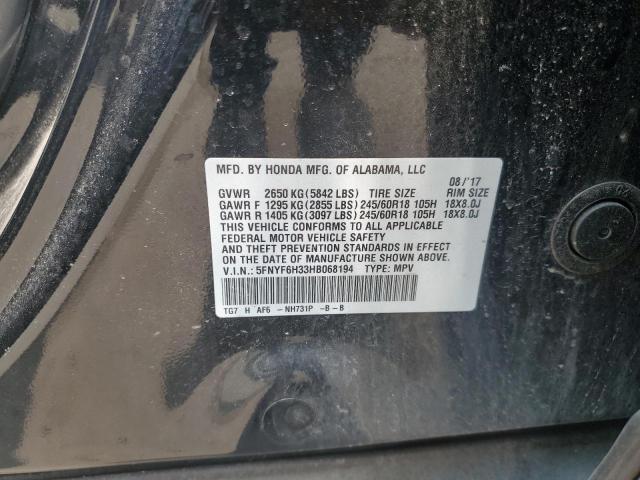 MFD. BY HONDA MFG. OF ALABAMA, LLC
08/'17
GVWR 2650 KG (5842 LBS) TIRE SIZE RIM SIZE
GAWR F 1295 KG (2855 LBS) 245/60R18 105H 18X8.0J
GAWR R 1405 KG (3097 LBS) 245/60R18 105H 18X8.0J
THIS VEHICLE CONFORMS TO ALL APPLICABLE
FEDERAL MOTOR VEHICLE SAFETY
AND THEFT PREVENTION STANDARDS IN EFFECT
ON THE DATE OF MANUFACTURE SHOWN ABOVE.
V.I.N.: 5FNYF6H33HB068194 TYPE: MPV
TG7 H AF6 -NH731P -B-B